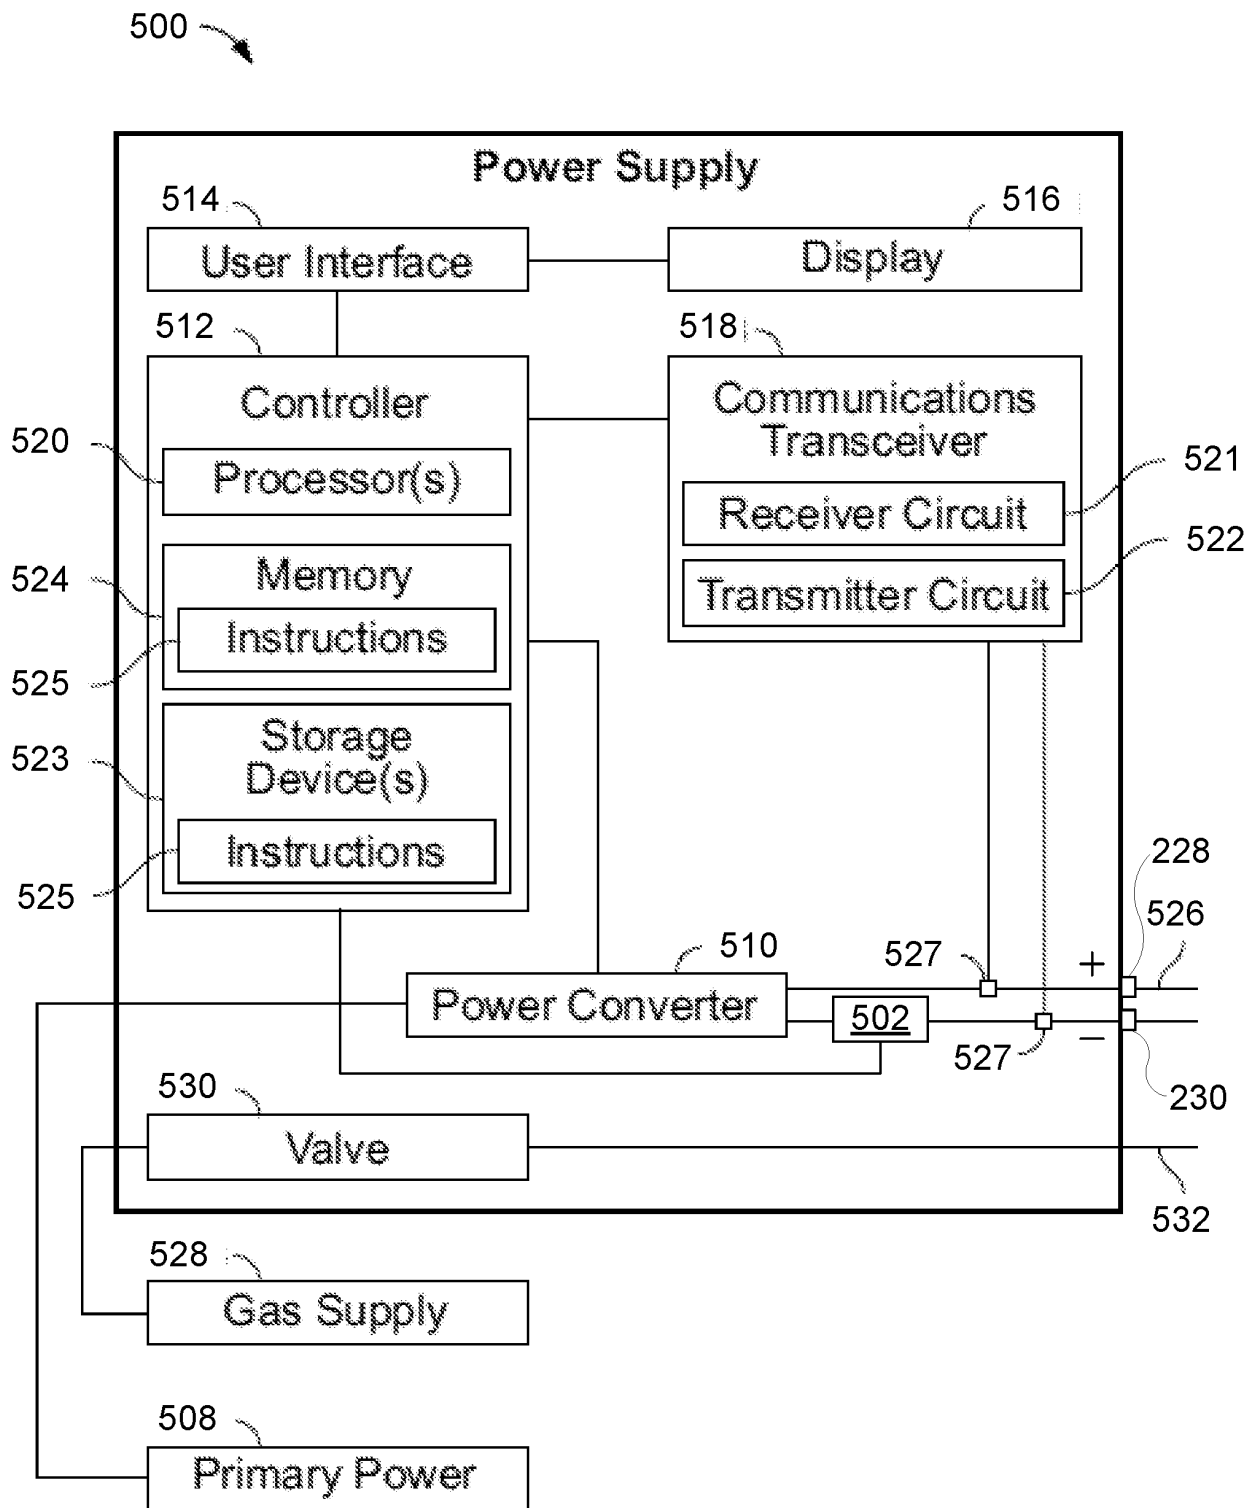 500
Power Supply
514
516
User Interface
Display
512
518
Controller
Communications
Transceiver
520
521
Processor(s)
Receiver Circuit
522
524
Memory
Transmitter Circuit
Instructions
525
Storage
Device(s)
523
Instructions
525
228
526
510
527
+
Power Converter
502
527
−
230
530
Valve
532
528
Gas Supply
508
Primary Power